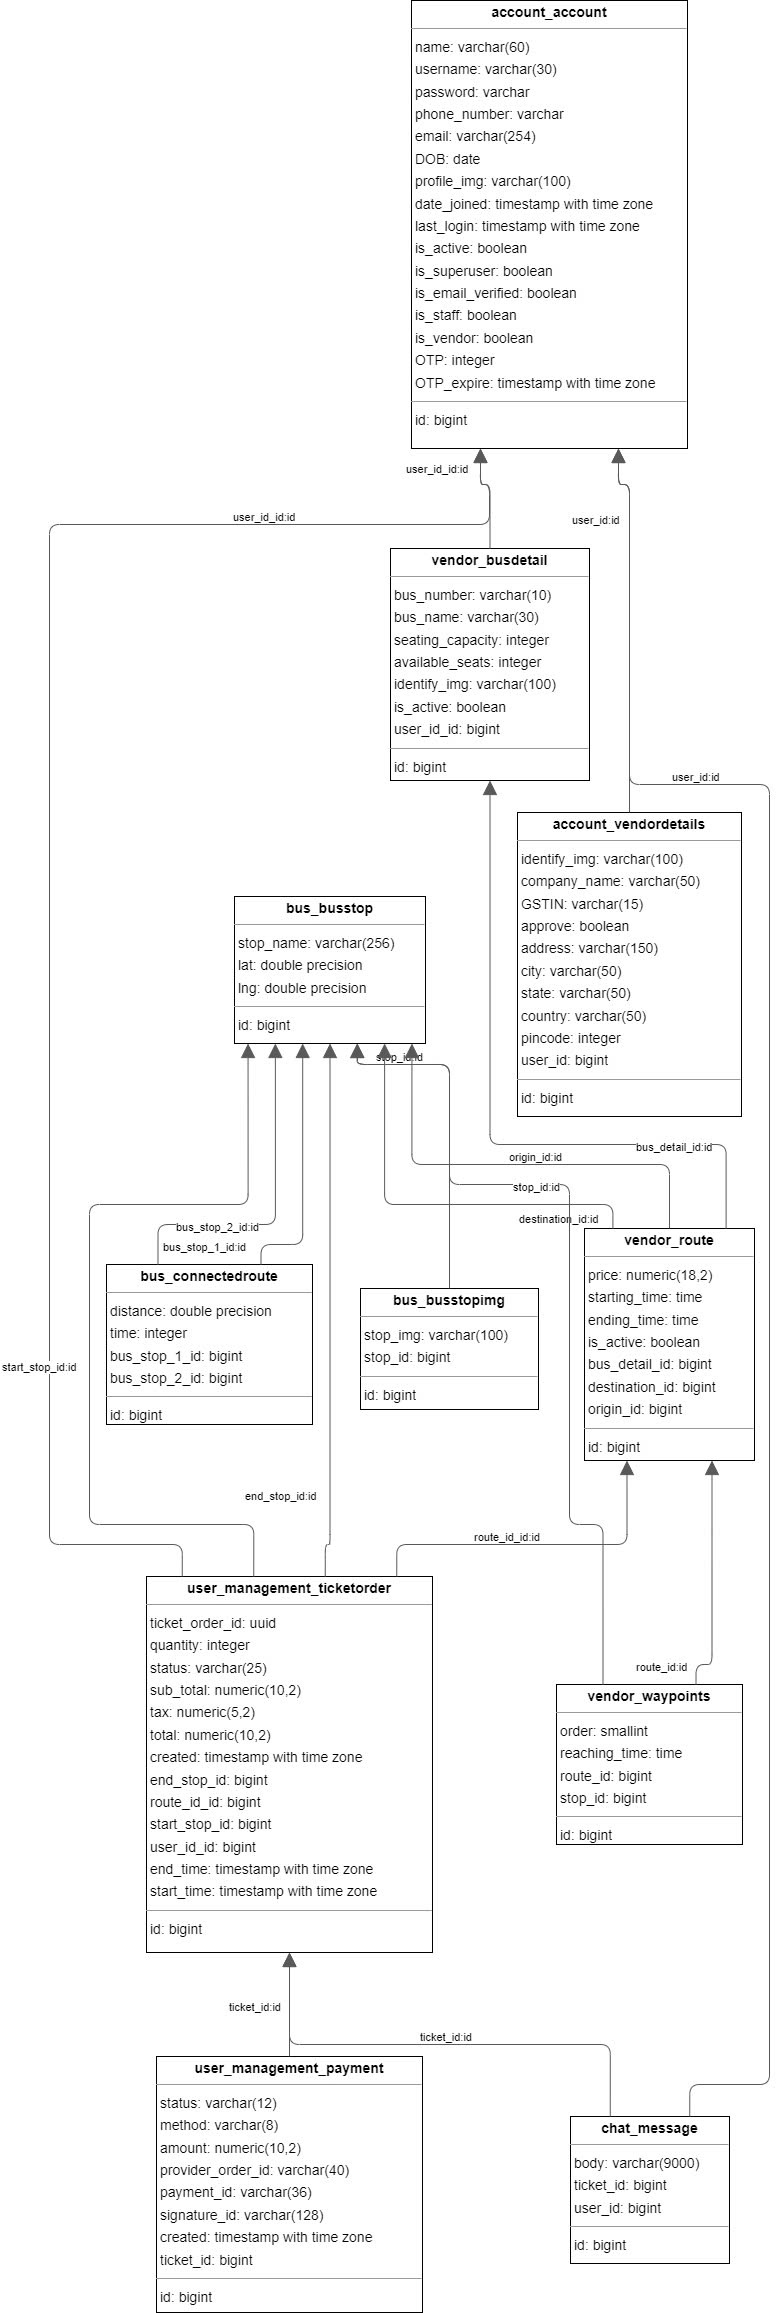 account_account
name: varchar(60)
username: varchar(30)
password: varchar
phone_number: varchar
email: varchar(254)
DOB: date
profile_img: varchar(100)
date_joined: timestamp with time zone
last_login: timestamp with time zone
is_active: boolean
is_superuser: boolean
is_email_verified: boolean
is_staff: boolean
is_vendor: boolean
OTP: integer
OTP_expire: timestamp with time zone
id: bigint
user_id_id:id
user_id_id:id
user_id:id
vendor_busdetail
bus_number: varchar(10)
bus_name: varchar(30)
seating_capacity: integer
available_seats: integer
identify_img: varchar(100)
is_active: boolean
user_id_id: bigint
id: bigint
user_id:id
account_vendordetails
identify_img: varchar(100)
company_name: varchar(50)
GSTIN: varchar(15)
approve: boolean
address: varchar(150)
city: varchar(50)
state: varchar(50)
country: varchar(50)
pincode: integer
user_id: bigint
id: bigint
bus_busstop
stop_name: varchar(256)
lat: double precision
lng: double precision
id: bigint
stop_id:id
bus_detail_id:id
origin_id:id
stop_id:id
destination_id:id
bus_stop_2_id:id
bus_stop_1_id:id
vendor_route
price: numeric(18,2)
starting_time: time
ending_time: time
is_active: boolean
bus_detail_id: bigint
destination_id: bigint
origin_id: bigint
id: bigint
bus_connectedroute
distance: double precision
time: integer
bus_stop_1_id: bigint
bus_stop_2_id: bigint
id: bigint
bus_busstopimg
stop_img: varchar(100)
stop_id: bigint
id: bigint
start_stop_id:id
end_stop_id:id
route_id_id:id
user_management_ticketorder
ticket_order_id: uuid
quantity: integer
status: varchar(25)
sub_total: numeric(10,2)
tax: numeric(5,2)
total: numeric(10,2)
created: timestamp with time zone
end_stop_id: bigint
route_id_id: bigint
start_stop_id: bigint
user_id_id: bigint
end_time: timestamp with time zone
start_time: timestamp with time zone
id: bigint
route_id:id
vendor_waypoints
order: smallint
reaching_time: time
route_id: bigint
stop_id: bigint
id: bigint
ticket_id:id
ticket_id:id
user_management_payment
status: varchar(12)
method: varchar(8)
amount: numeric(10,2)
provider_order_id: varchar(40)
payment_id: varchar(36)
signature_id: varchar(128)
created: timestamp with time zone
ticket_id: bigint
id: bigint
chat_message
body: varchar(9000)
ticket_id: bigint
user_id: bigint
id: bigint